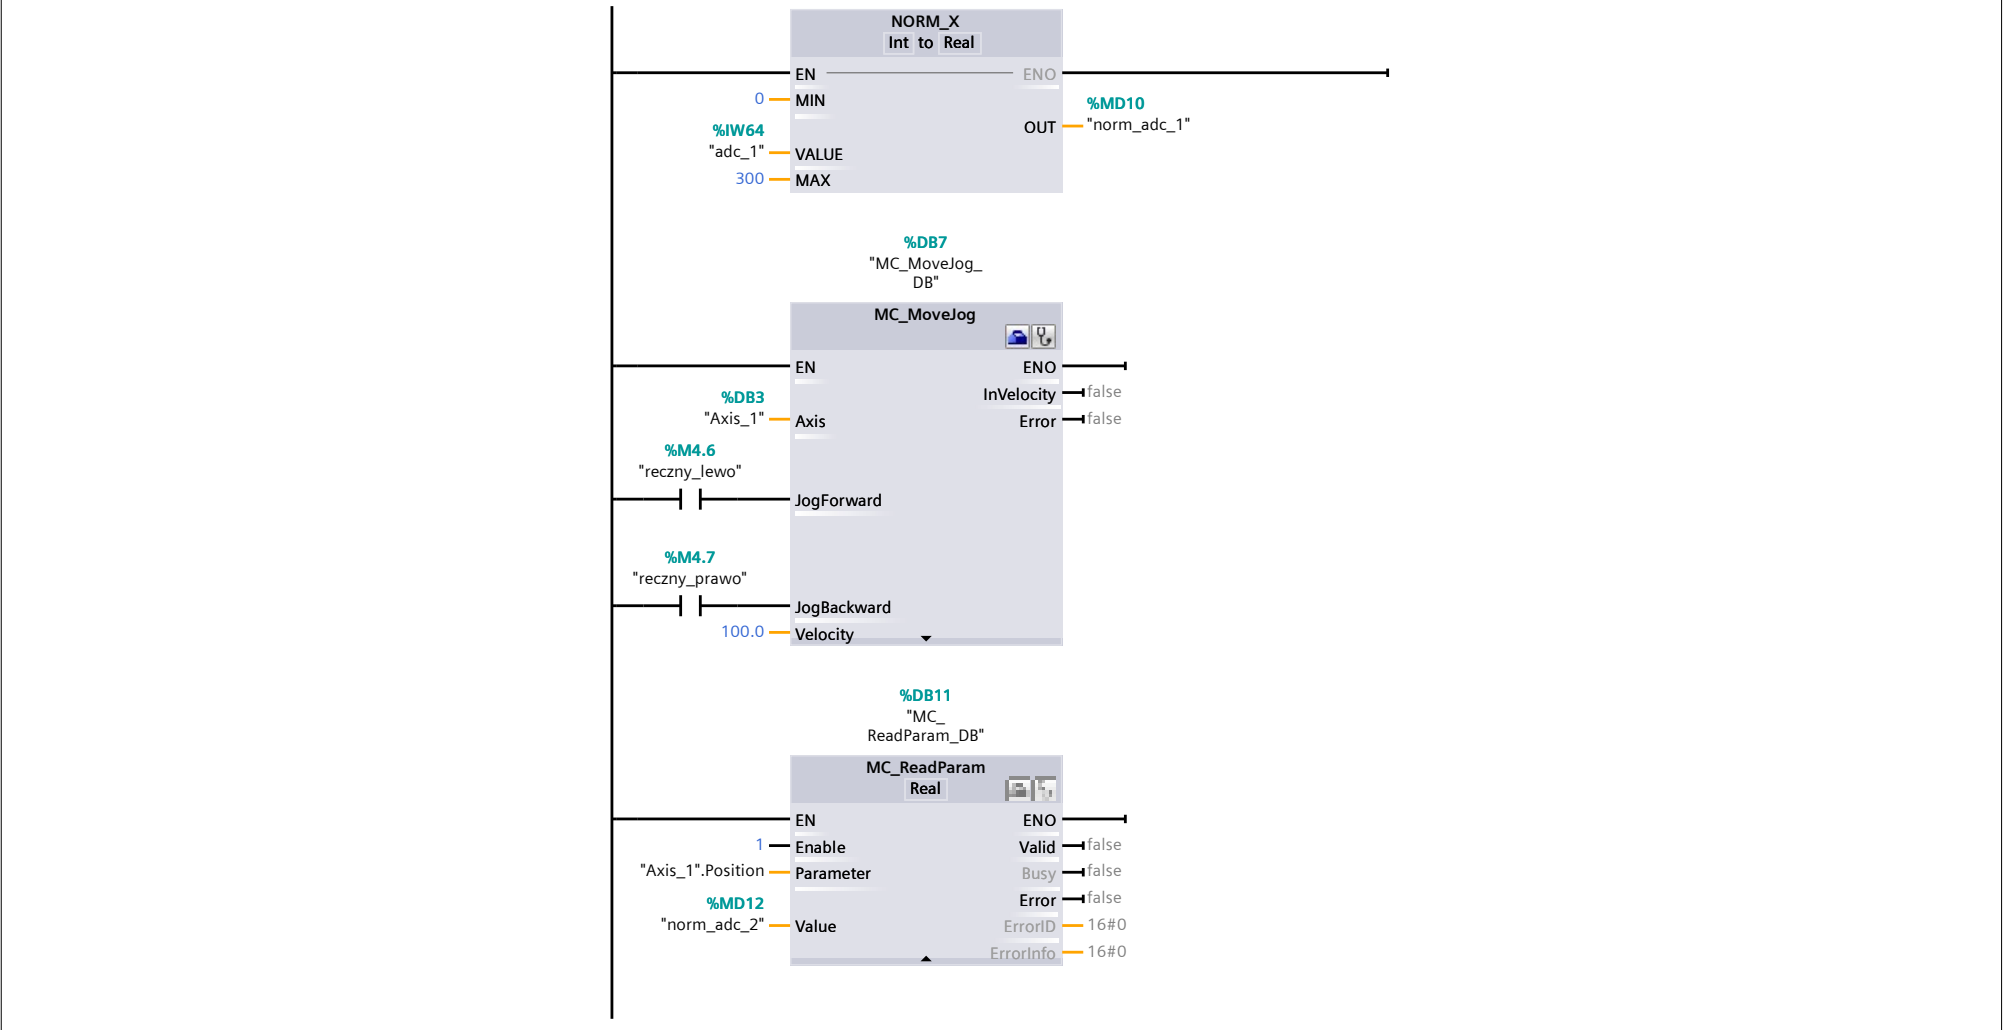 NORM_X
Int to Real
EN ENO
0 MIN
%MD10
"norm_adc_1"
OUT
%IW64
"adc_1"
VALUE
300 MAX
%DB7
"MC_MoveJog_
DB"
MC_MoveJog
EN ENO
InVelocity false
%DB3
"Axis_1"
Axis
Error false
%M4.6
"reczny_lewo"
JogForward
%M4.7
"reczny_prawo"
JogBackward
100.0 Velocity
%DB11
"MC_
ReadParam_DB"
MC_ReadParam
Real
EN ENO
1 Enable Valid false
"Axis_1".Position Parameter Busy false
Error false
%MD12
"norm_adc_2"
Value
ErrorID 16#0
ErrorInfo 16#0